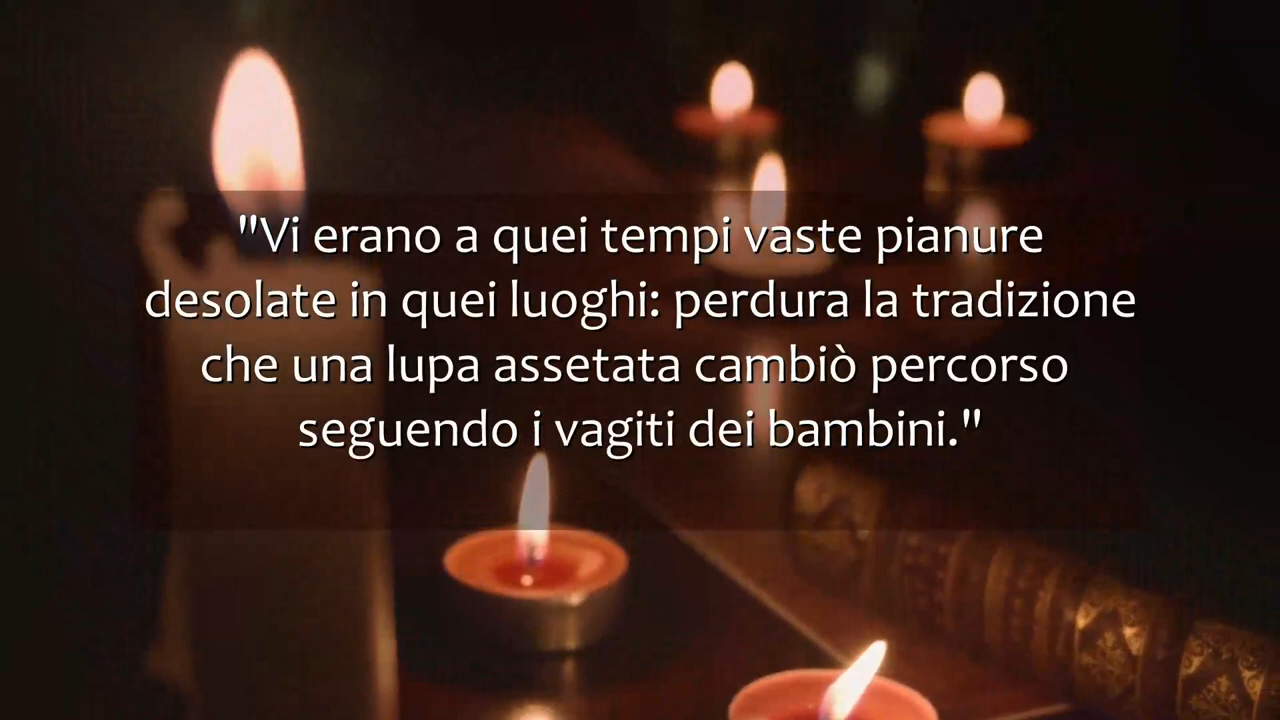 "Vi erano a quei tempi vaste pianure
desolate in quei luoghi: perdura la tradizione
che una lupa assetata cambiò percorso
seguendo i vagiti dei bambini."